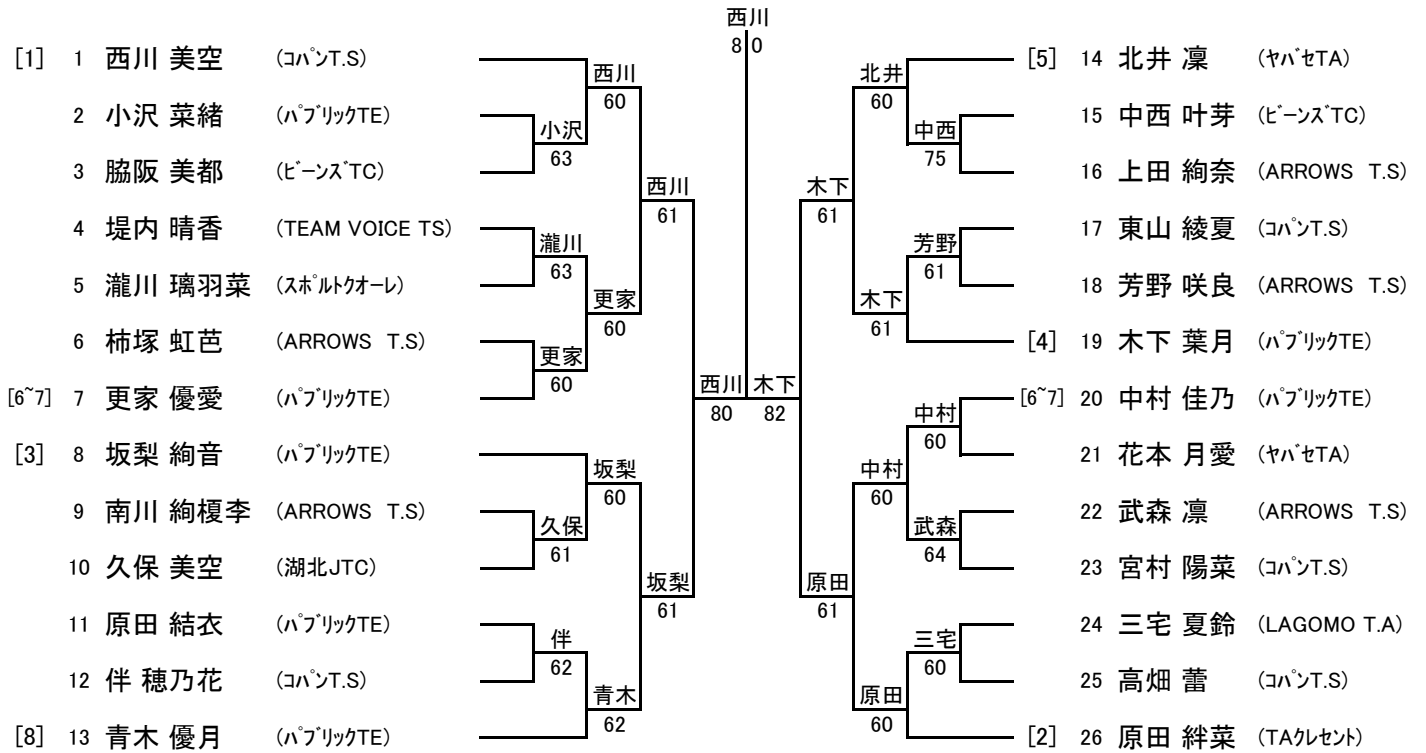 西川
8 0
[1] 1 西川 美空 (コパンT.S)
2 小沢 菜緒 (パブリックTE)
3 脇阪 美都 (ビーンズTC)
4 堤内 晴香 (TEAM VOICE TS)
5 瀧川 璃羽菜 (スポルトクオーレ)
6 柿塚 虹芭 (ARROWS T.S)
[6~7] 7 更家 優愛 (パブリックTE)
[3] 8 坂梨 絢音 (パブリックTE)
9 南川 絢榎李 (ARROWS T.S)
10 久保 美空 (湖北JTC)
11 原田 結衣 (パブリックTE)
12 伴 穂乃花 (コパンT.S)
[8] 13 青木 優月 (パブリックTE)
小沢
63
瀧川
63
更家
60
久保
61
伴
62
西川
60
更家
60
坂梨
60
青木
62
西川
61
坂梨
61
西川
80
木下
82
木下
61
原田
61
北井
60
木下
61
中村
60
原田
60
中西
75
芳野
61
中村
60
武森
64
三宅
60
[5] 14 北井 凜 (ヤバセTA)
15 中西 叶芽 (ビーンズTC)
16 上田 絢奈 (ARROWS T.S)
17 東山 綾夏 (コパンT.S)
18 芳野 咲良 (ARROWS T.S)
[4] 19 木下 葉月 (パブリックTE)
[6~7] 20 中村 佳乃 (パブリックTE)
21 花本 月愛 (ヤバセTA)
22 武森 凛 (ARROWS T.S)
23 宮村 陽菜 (コパンT.S)
24 三宅 夏鈴 (LAGOMO T.A)
25 高畑 蕾 (コパンT.S)
[2] 26 原田 絆菜 (TAクレセント)